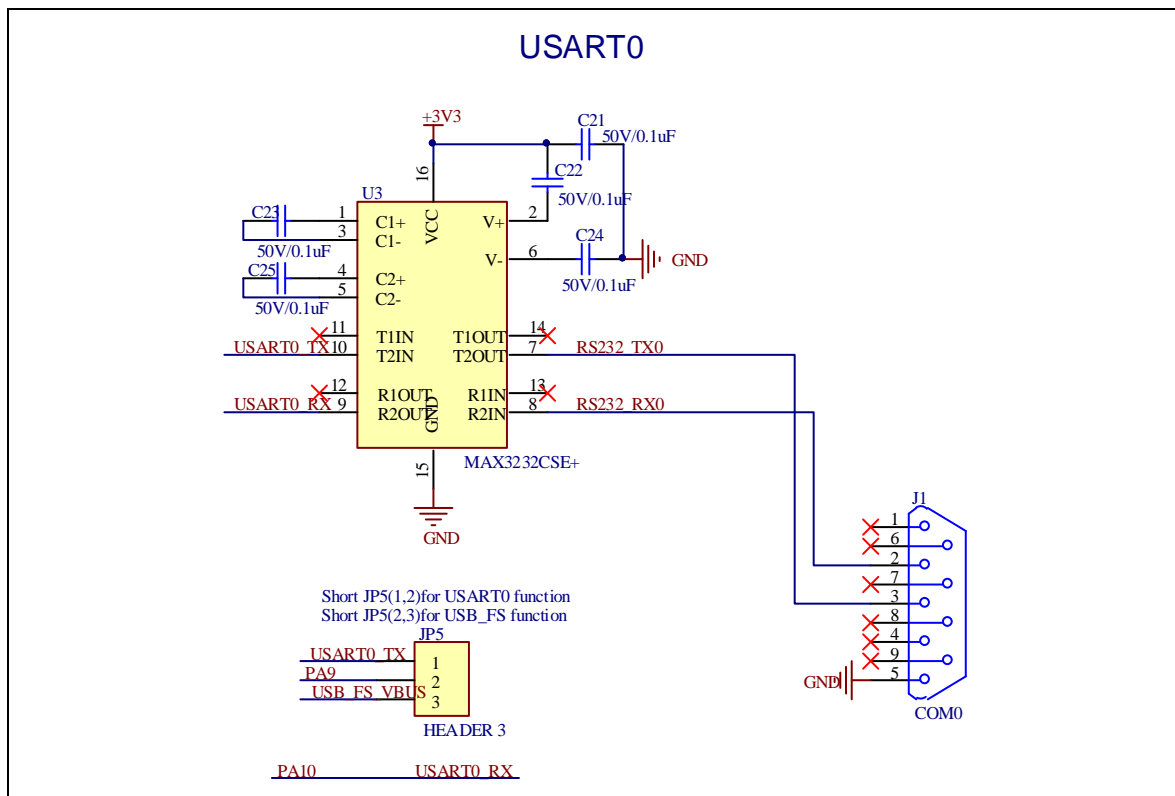 USART0
+3V3
C21
50V/0.1uF
C22
50V/0.1uF
U3
16
VCC
C23
1
C1+
V+
2
3
C1-
50V/0.1uF
C24
V-
6
GND
50V/0.1uF
C25
4
C2+
5
C2-
50V/0.1uF
11
T1IN
T1OUT
14
USART0_TX
10
T2IN
T2OUT
7
RS232_TX0
12
R1OUT
R1IN
13
USART0_RX
9
R2OUT
GND
R2IN
8
RS232_RX0
15
MAX3232CSE+
GND
J1
1
6
2
7
3
8
4
9
5
GND
COM0
Short JP5(1,2)for USART0 function
Short JP5(2,3)for USB_FS function
JP5
USART0_TX
1
PA9
2
USB_FS_VBUS
3
HEADER 3
PA10
USART0_RX